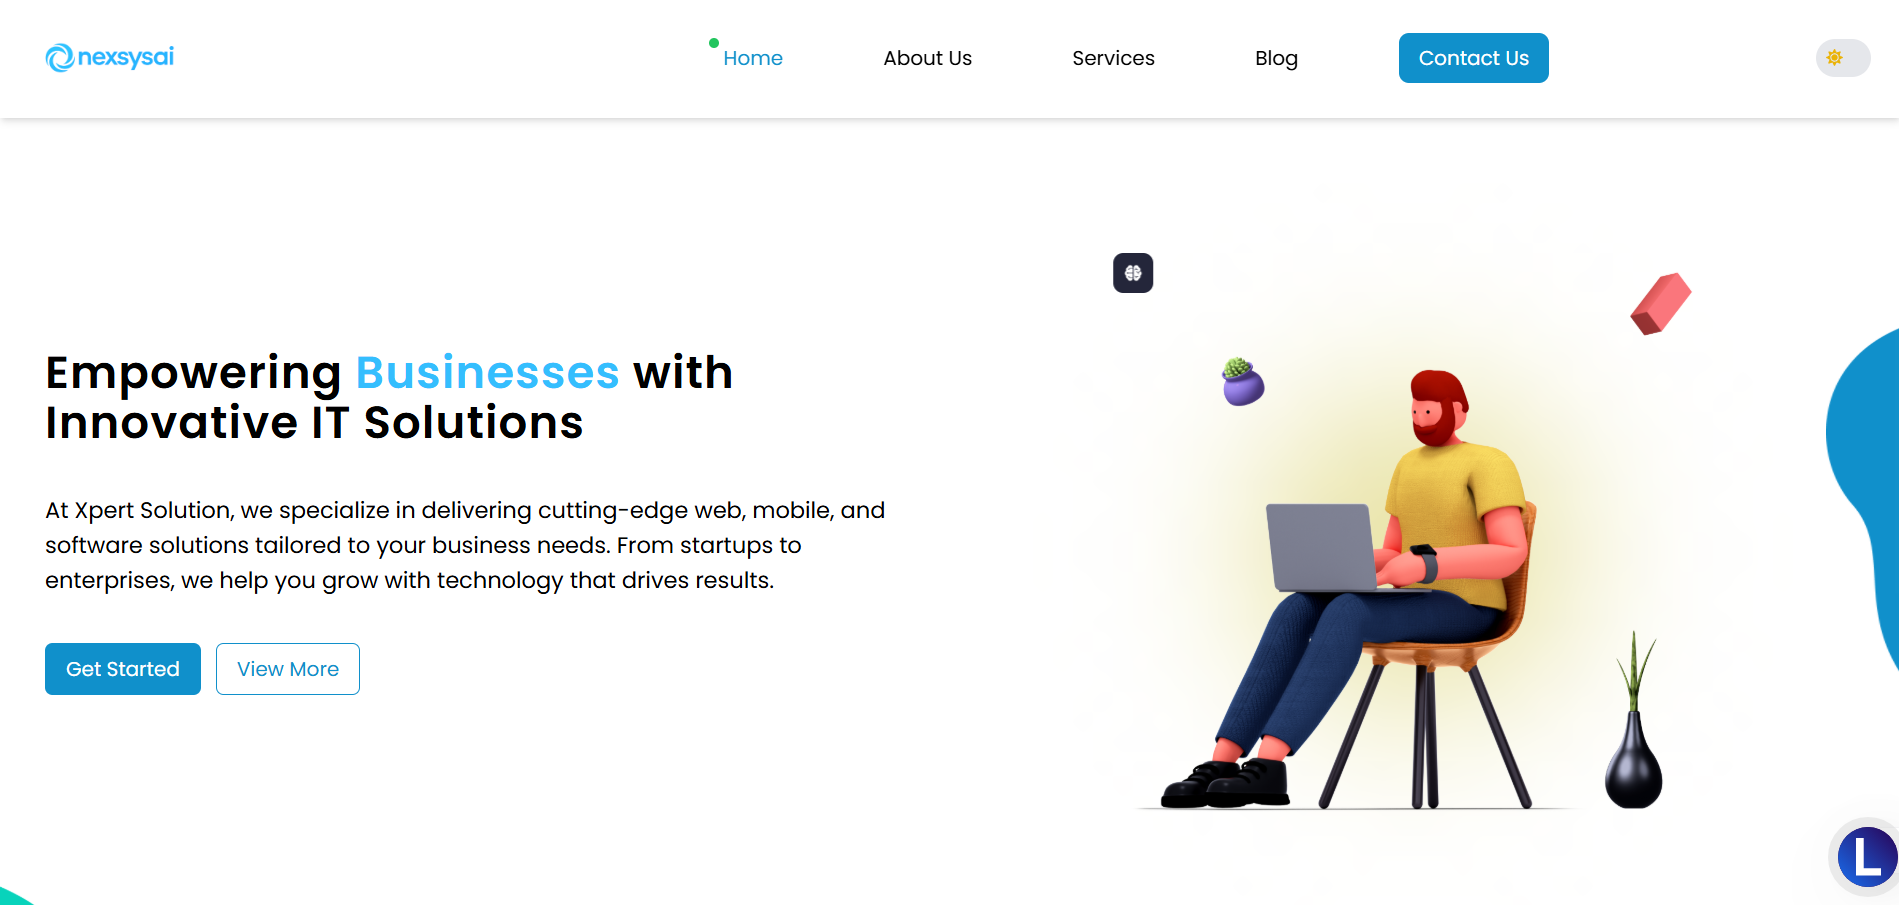 nexsysai
Home
About Us
Services
Blog
Contact Us
Empowering Businesses with
Innovative IT Solutions
At Xpert Solution, we specialize in delivering cutting-edge web, mobile, and
software solutions tailored to your business needs. From startups to
enterprises, we help you grow with technology that drives results.
Get Started
View More
L